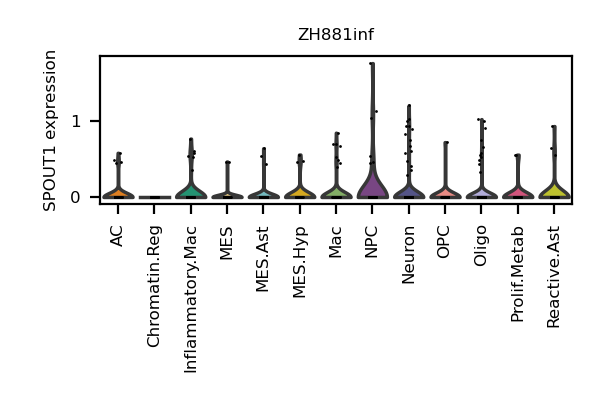 ZH881inf
SPOUT1 expression
1
0
AC
Chromatin.Reg
Inflammatory.Mac
MES
MES.Ast
MES.Hyp
Mac
NPC
Neuron
OPC
Oligo
Prolif.Metab
Reactive.Ast